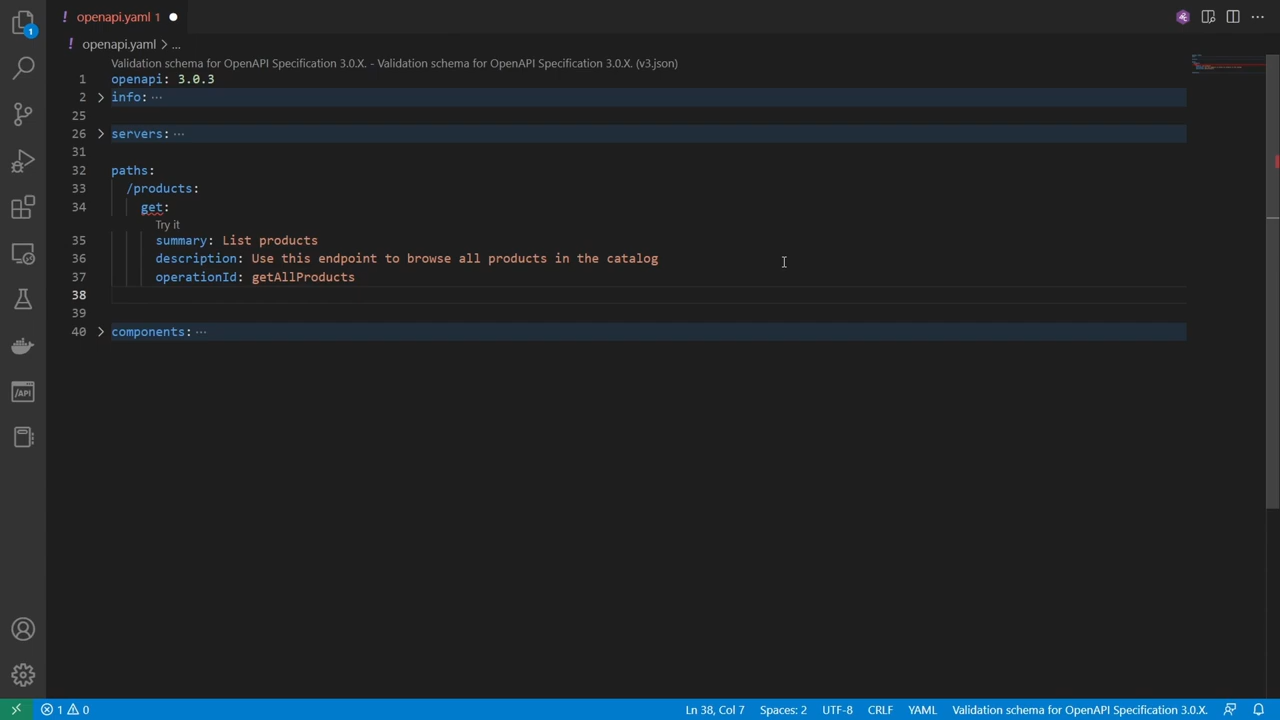 openapi.yaml 1
1
openapi.yaml > ...
Validation schema for OpenAPI Specification 3.0.X. - Validation schema for OpenAPI Specification 3.0.X. (v3.json)
1 openapi: 3.0.3
2 info: ...
25
26 servers: ...
31
32 paths:
33 /products:
34 get:
Try it
35 summary: List products
36 description: Use this endpoint to browse all products in the catalog
37 operationId: getAllProducts
38
39
40 components: ...
/API
1 0 Ln 38, Col 7 Spaces: 2 UTF-8 CRLF YAML Validation schema for OpenAPI Specification 3.0.X.